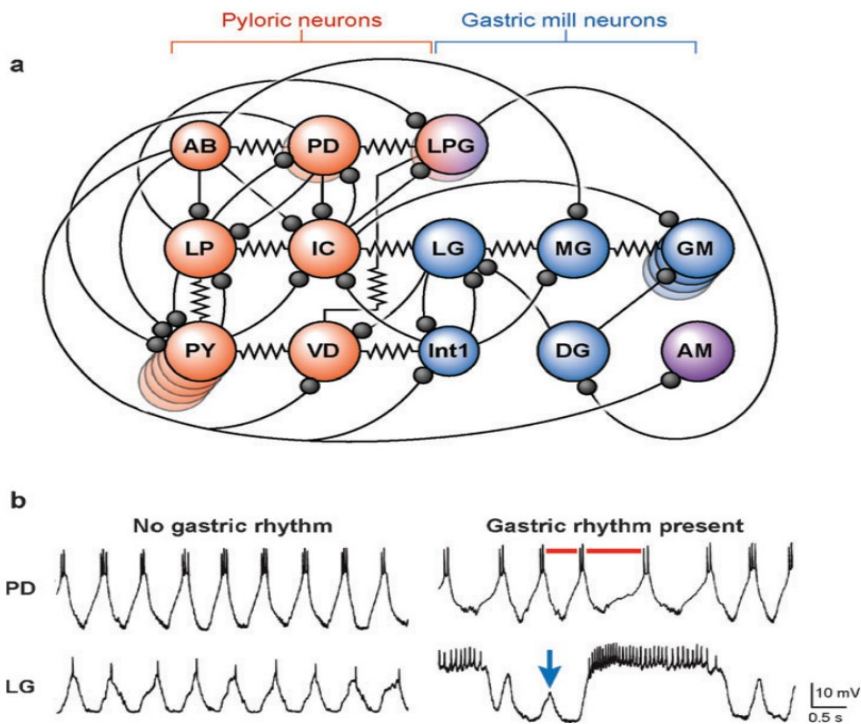 Pyloric neurons Gastric mill neurons
a
AB PD LPG
LP IC LG MG GM
PY VD Int1 DG AM
b
No gastric rhythm Gastric rhythm present
PD
LG
10 mV
0.5 s